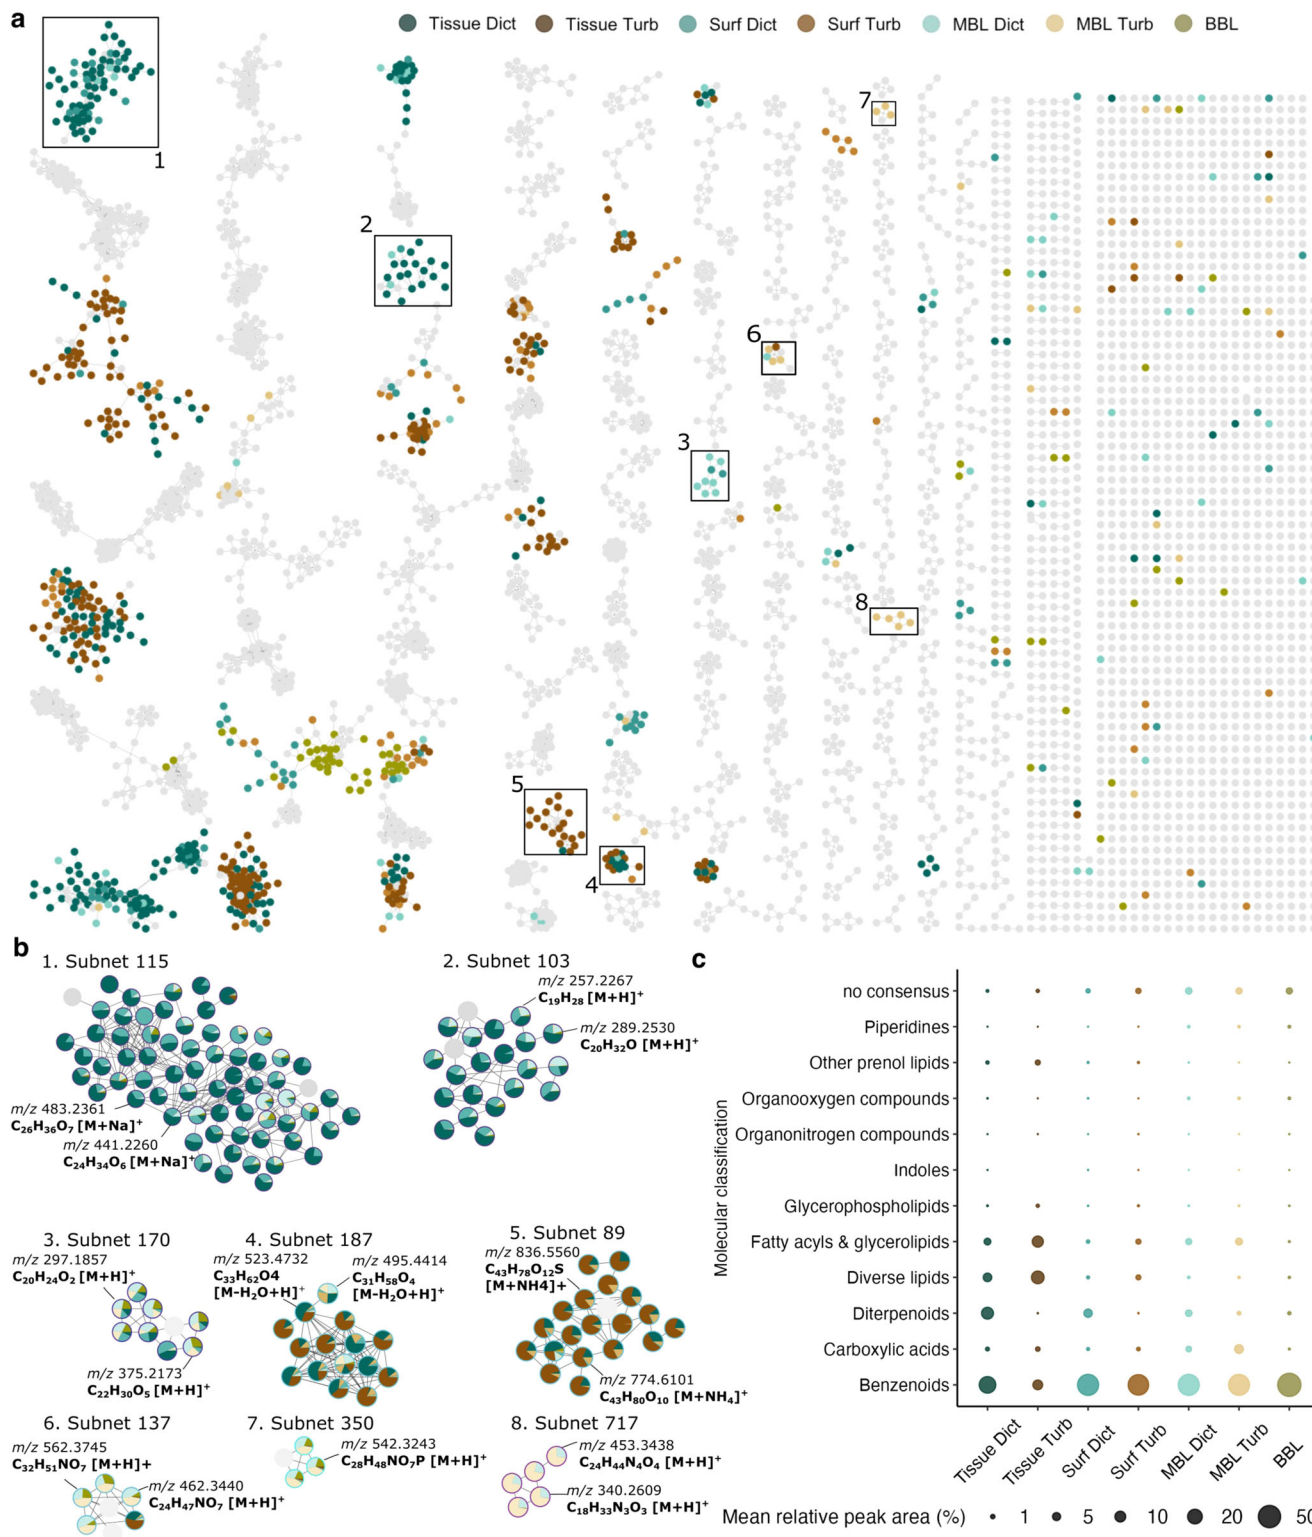 a
Tissue Dict
Tissue Turb
Surf Dict
Surf Turb
MBL Dict
MBL Turb
BBL
1
2
3
4
5
6
7
8
b
1. Subnet 115
m/z 483.2361
C26H36O7 [M+Na]+
m/z 441.2260
C24H34O6 [M+Na]+
2. Subnet 103
m/z 257.2267
C19H28 [M+H]+
m/z 289.2530
C20H32O [M+H]+
3. Subnet 170
m/z 297.1857
C20H24O2 [M+H]+
m/z 375.2173
C22H30O5 [M+H]+
4. Subnet 187
m/z 523.4732
C33H62O4
[M-H2O+H]+
m/z 495.4414
C31H58O4
[M-H2O+H]+
5. Subnet 89
m/z 836.5560
C43H78O12S
[M+NH4]+
m/z 774.6101
C43H80O10 [M+NH4]+
6. Subnet 137
m/z 562.3745
C32H51NO7 [M+H]+
m/z 462.3440
C24H47NO7 [M+H]+
7. Subnet 350
m/z 542.3243
C28H48NO7P [M+H]+
8. Subnet 717
m/z 453.3438
C24H44N4O4 [M+H]+
m/z 340.2609
C18H33N3O3 [M+H]+
c
Molecular classification
no consensus
Piperidines
Other prenol lipids
Organooxygen compounds
Organonitrogen compounds
Indoles
Glycerophospholipids
Fatty acyls & glycerolipids
Diverse lipids
Diterpenoids
Carboxylic acids
Benzenoids
Tissue Dict
Tissue Turb
Surf Dict
Surf Turb
MBL Dict
MBL Turb
BBL
Mean relative peak area (%)
1
5
10
20
50